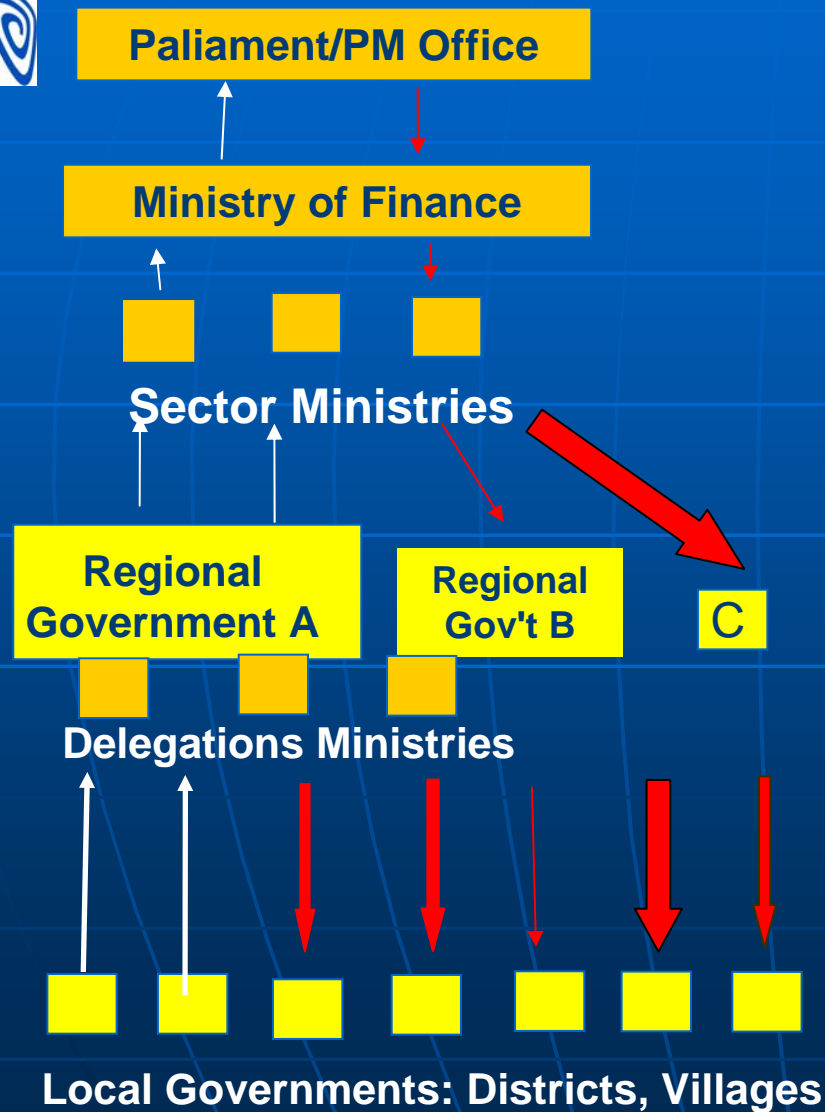 Paliament/PM Office
Ministry of Finance
Sector Ministries
Regional
Government A
Regional
Gov't B
C
Delegations Ministries
Local Governments: Districts, Villages